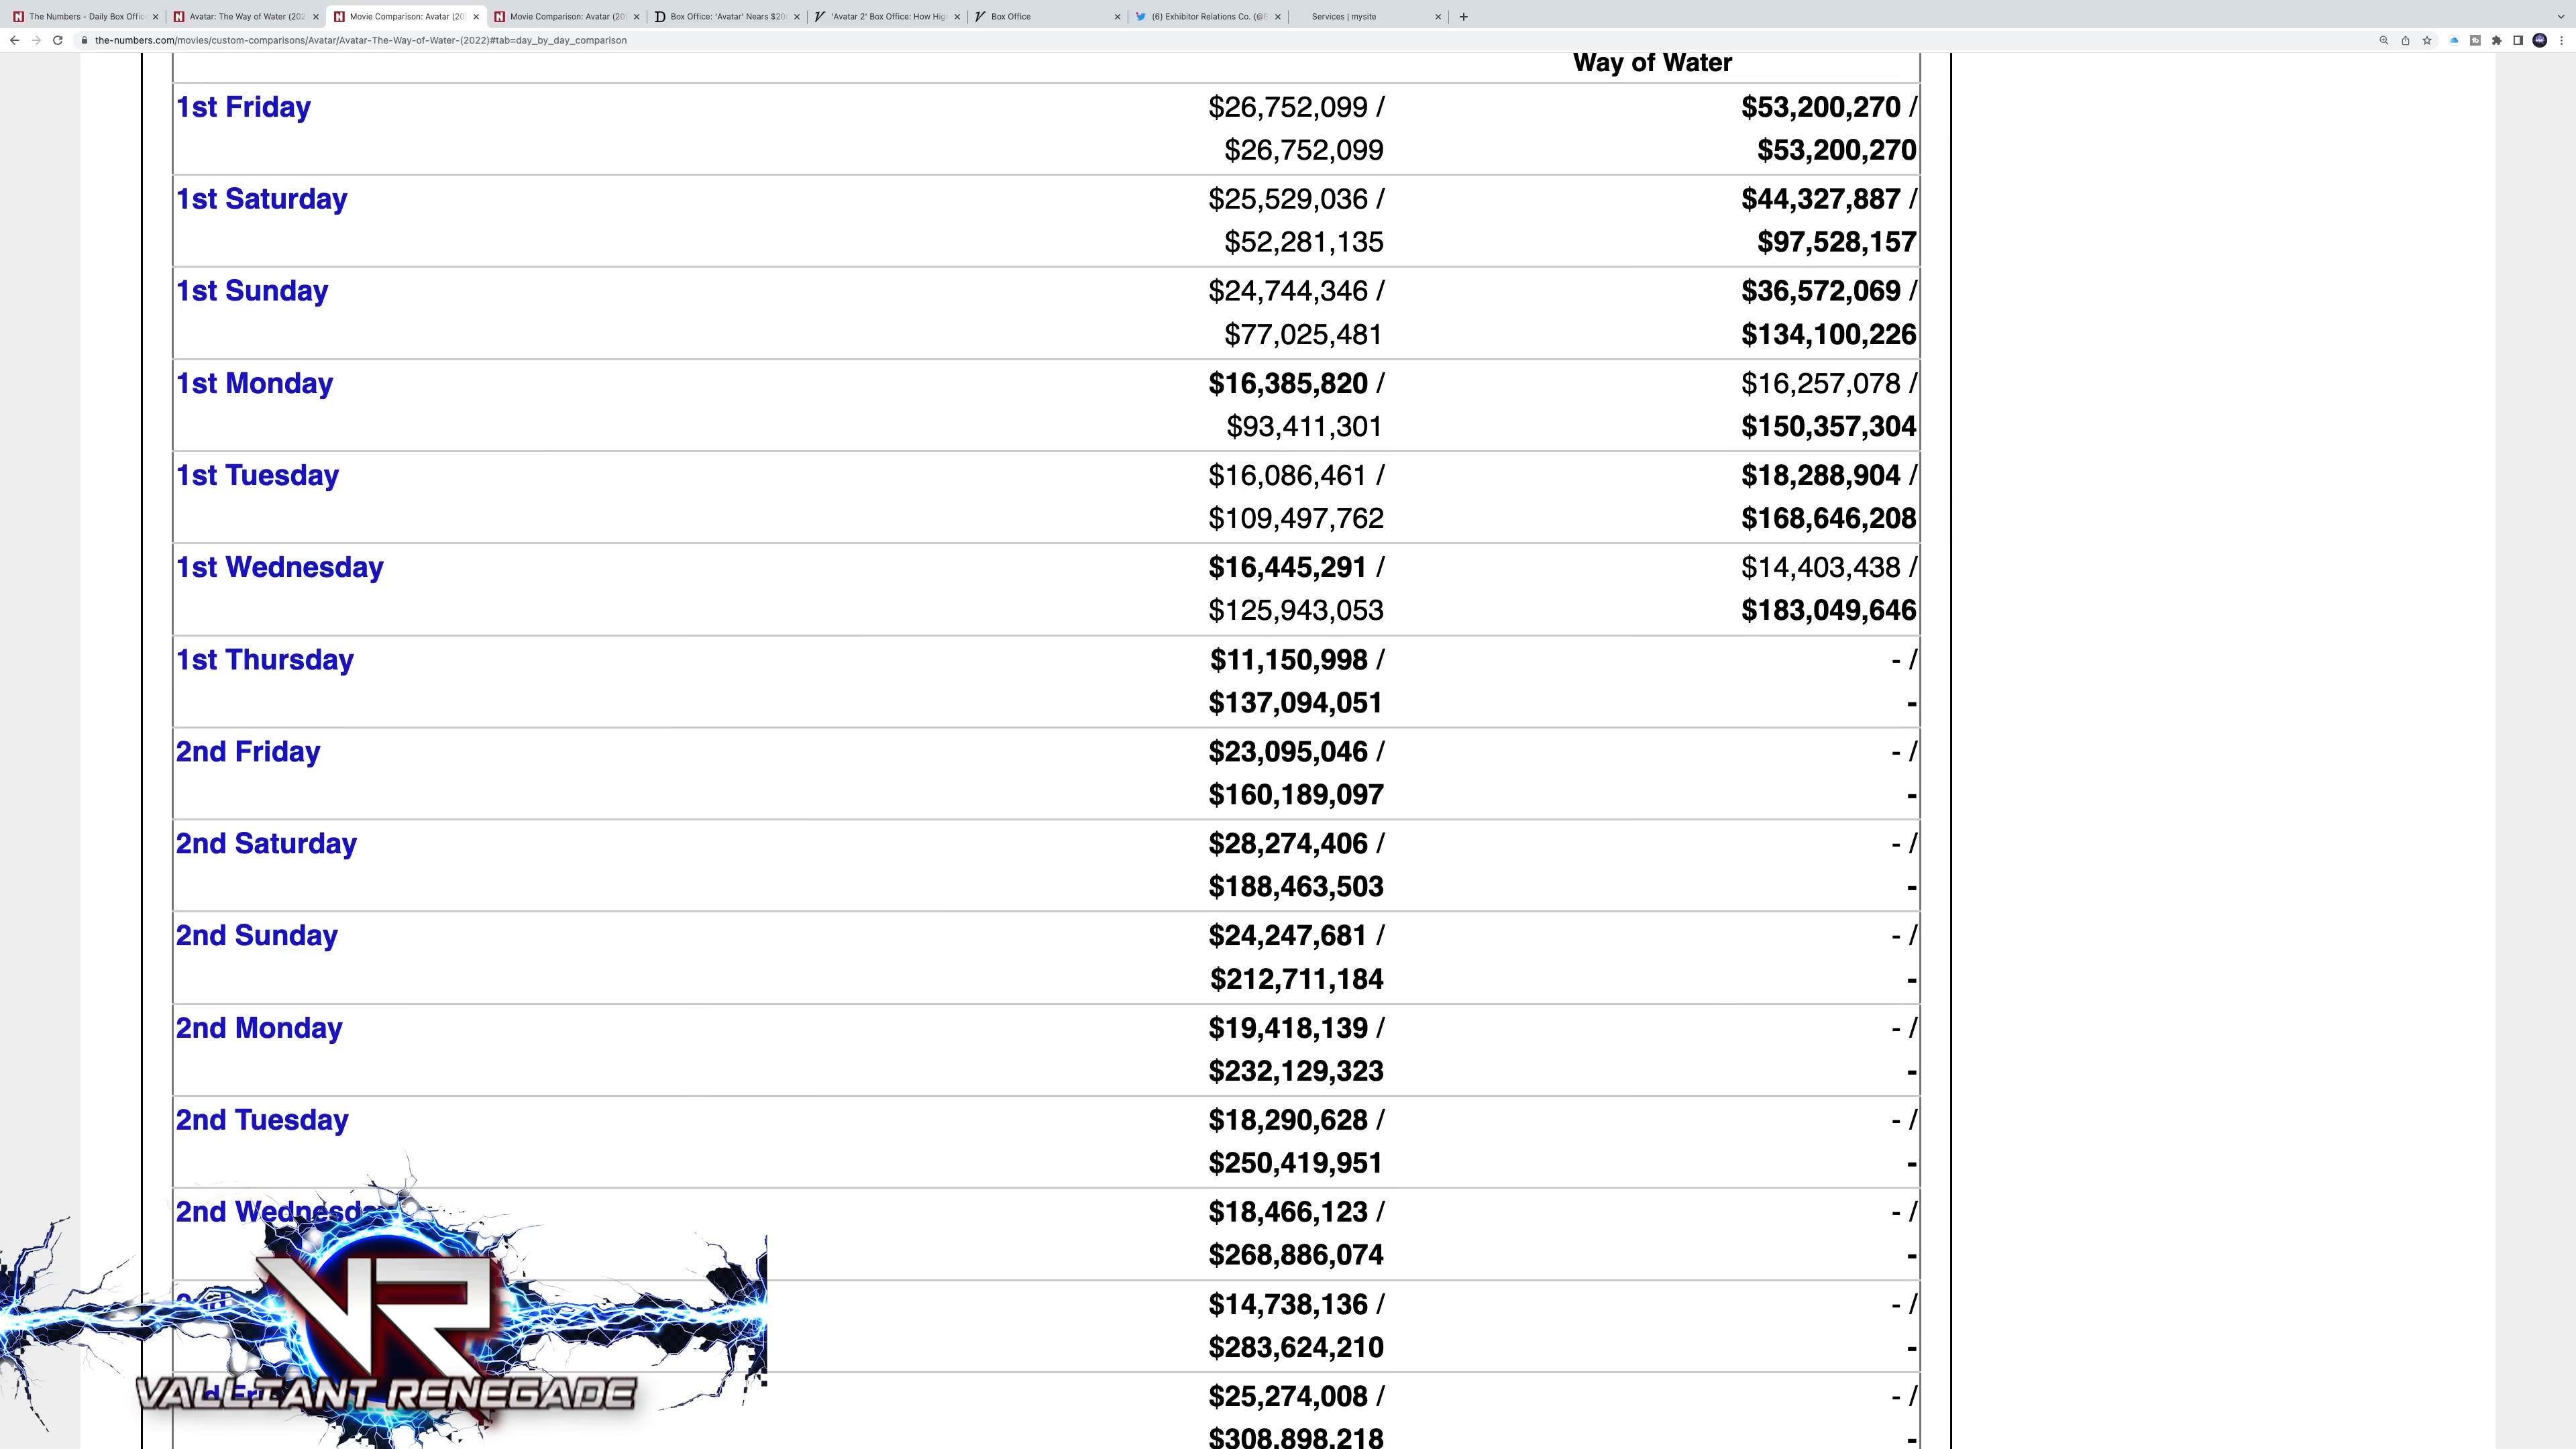 The Numbers - Daily Box Offic
Avatar: The Way of Water (202
Movie Comparison: Avatar (20
Movie Comparison: Avatar (20
Box Office: 'Avatar' Nears $20
'Avatar 2' Box Office: How Hig
Box Office
(6) Exhibitor Relations Co. (@E
Services | mysite
the-numbers.com/movies/custom-comparisons/Avatar/Avatar-The-Way-of-Water-(2022)#tab=day_by_day_comparison
Way of Water
1st Friday $26,752,099 / $53,200,270 /
$26,752,099 $53,200,270
1st Saturday $25,529,036 / $44,327,887 /
$52,281,135 $97,528,157
1st Sunday $24,744,346 / $36,572,069 /
$77,025,481 $134,100,226
1st Monday $16,385,820 / $16,257,078 /
$93,411,301 $150,357,304
1st Tuesday $16,086,461 / $18,288,904 /
$109,497,762 $168,646,208
1st Wednesday $16,445,291 / $14,403,438 /
$125,943,053 $183,049,646
1st Thursday $11,150,998 / - /
$137,094,051 -
2nd Friday $23,095,046 / - /
$160,189,097 -
2nd Saturday $28,274,406 / - /
$188,463,503 -
2nd Sunday $24,247,681 / - /
$212,711,184 -
2nd Monday $19,418,139 / - /
$232,129,323 -
2nd Tuesday $18,290,628 / - /
$250,419,951 -
2nd Wednesda $18,466,123 / - /
$268,886,074 -
2nd $14,738,136 / - /
$283,624,210 -
$25,274,008 / - /
$308,898,218 -
VR
VALLIANT RENEGADE